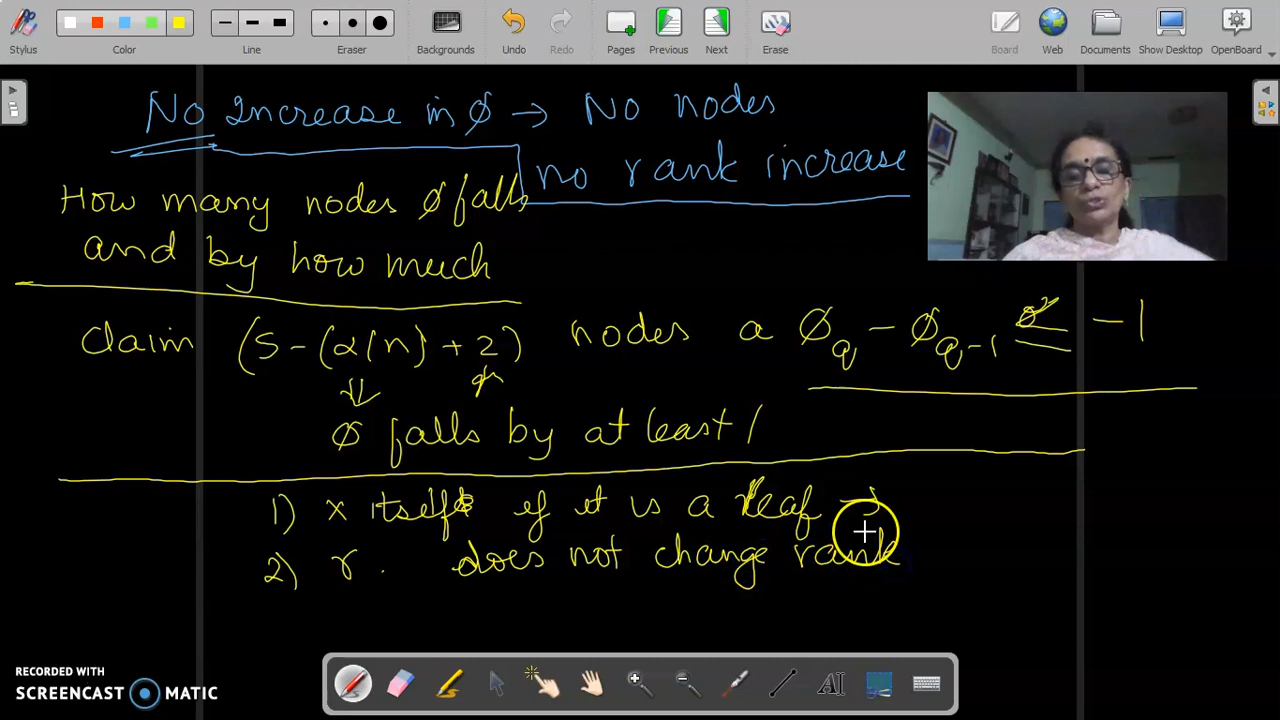 Stylus
Color
Line
Eraser
Backgrounds
Undo
Redo
Pages
Previous
Next
Erase
Board
Web
Documents
Show Desktop
OpenBoard
No Increase in ∅ → No nodes
no rank increase
How many nodes ∅ falls
and by how much
Claim (S - (α(n) + 2) nodes a ∅q - ∅q-1 -1
∅ falls by at least 1
1) x itself if it is a leaf
2) r. does not change rank
RECORDED WITH
SCREENCAST MATIC